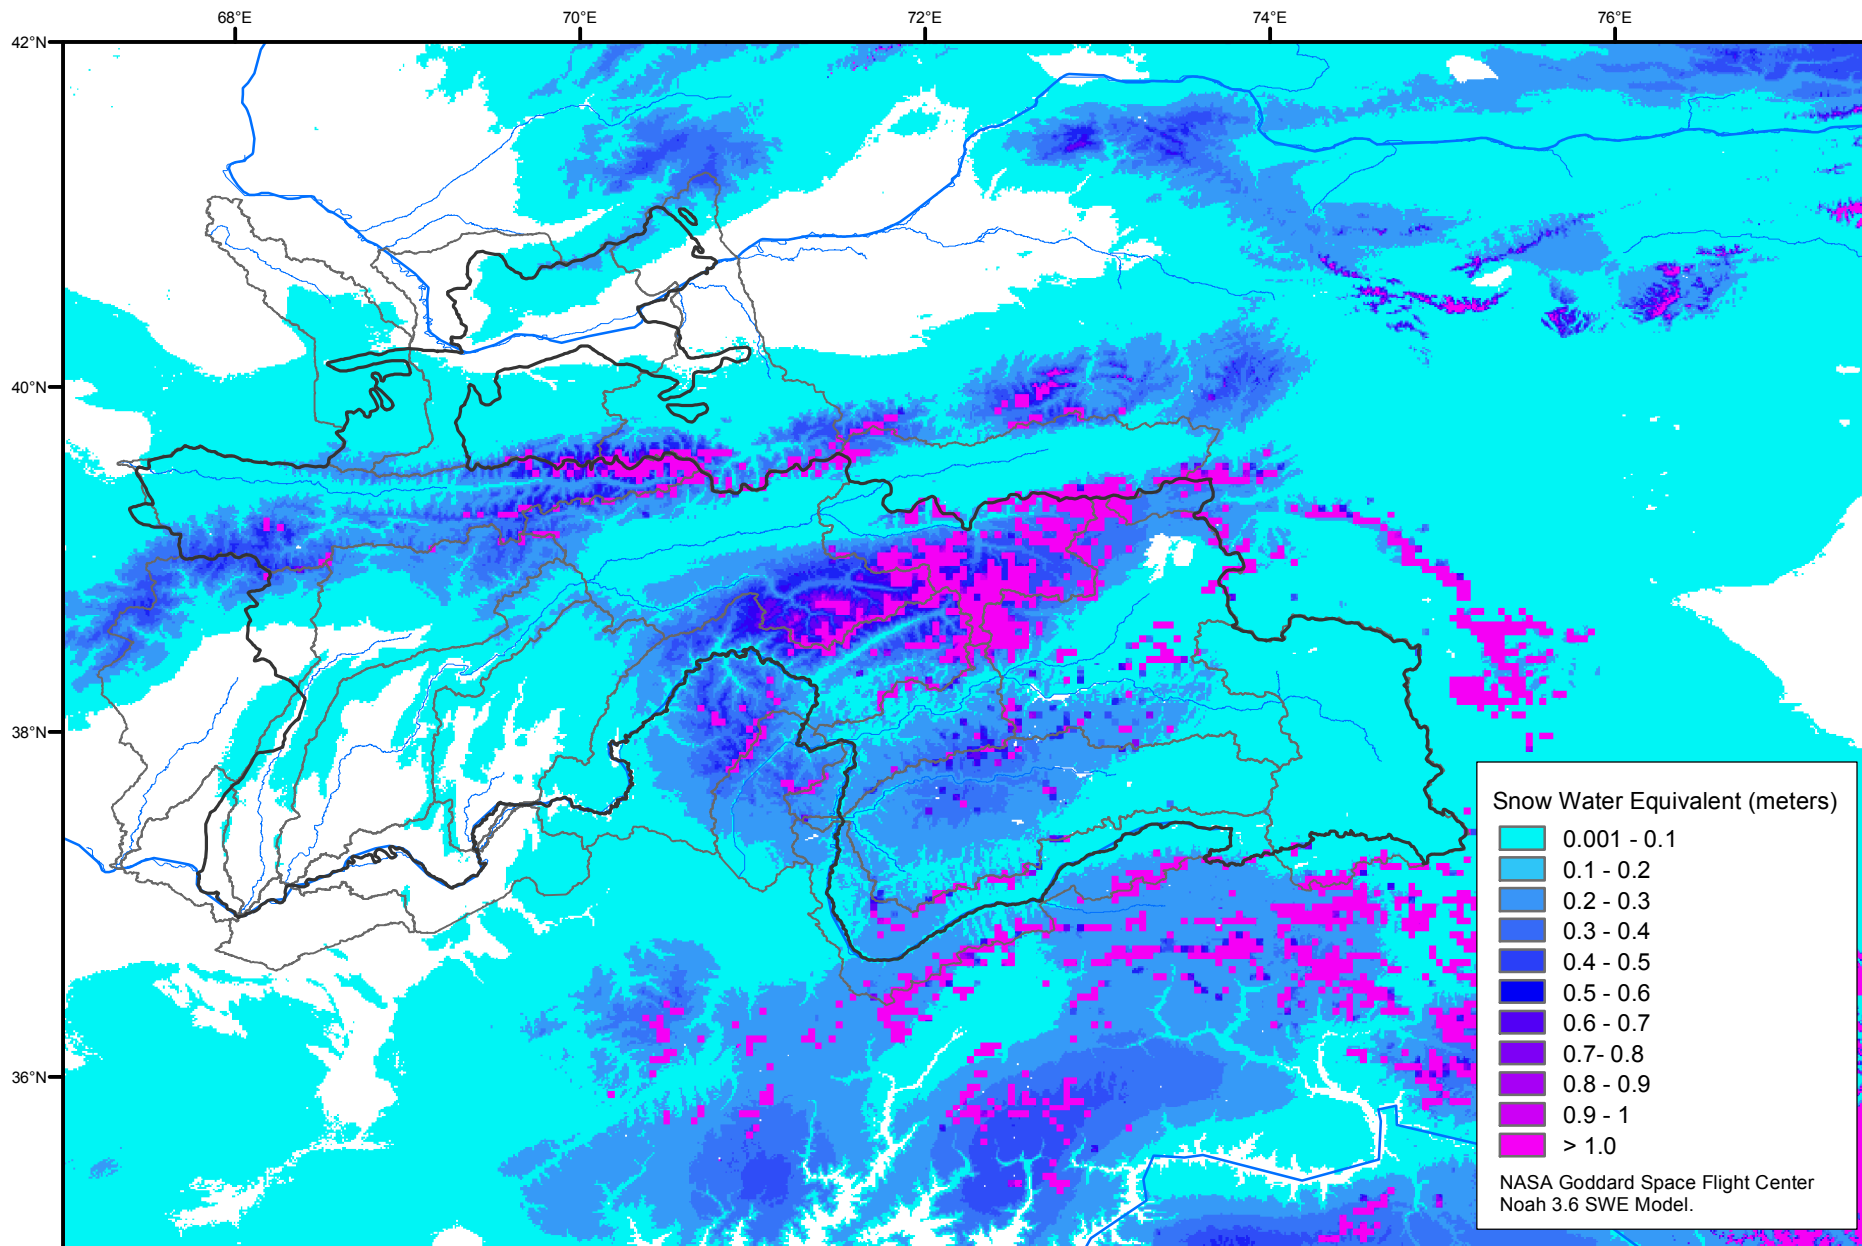 68°E
70°E
72°E
74°E
76°E
42°N
40°N
38°N
36°N
Snow Water Equivalent (meters)
0.001 - 0.1
0.1 - 0.2
0.2 - 0.3
0.3 - 0.4
0.4 - 0.5
0.5 - 0.6
0.6 - 0.7
0.7- 0.8
0.8 - 0.9
0.9 - 1
> 1.0
NASA Goddard Space Flight Center
Noah 3.6 SWE Model.